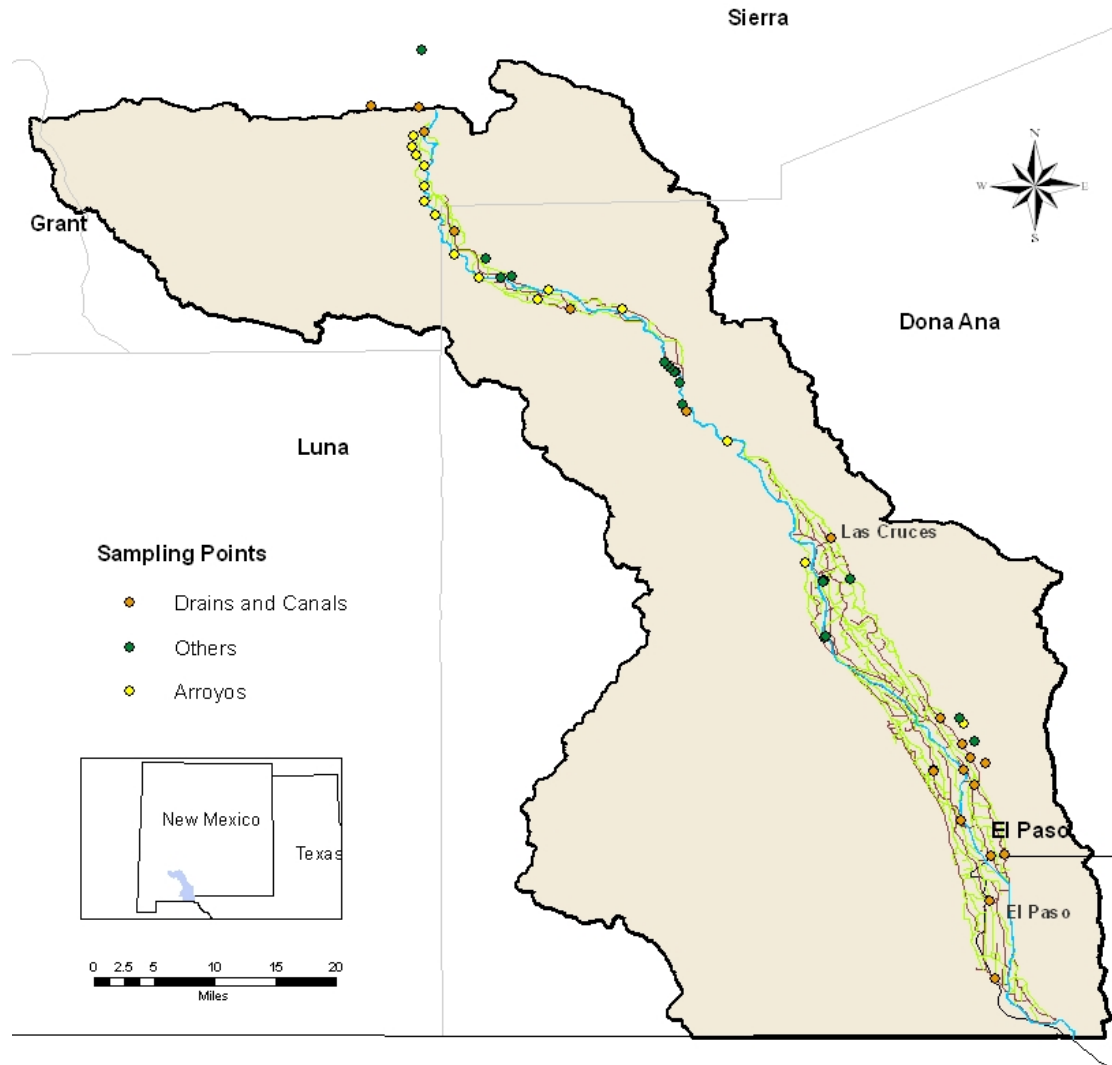 Sierra
N
W E
S
Grant
Dona Ana
Luna
Las Cruces
Sampling Points
Drains and Canals
Others
Arroyos
New Mexico
Texas
El Paso
El Paso
0 2.5 5 10 15 20
Miles